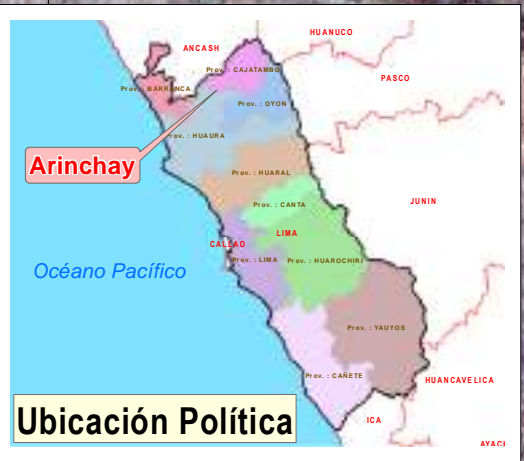 HUANUCO
ANCASH
Prov. : CAJATAMBO
PASCO
Prov. : BARRANCA
Prov. : OYON
Prov. : HUAURA
Arinchay
Prov. : HUARAL
JUNIN
Prov. : CANTA
LIMA
CALLAO
Prov. : LIMA
Prov. : HUAROCHIRI
Océano Pacífico
Prov. : YAUYOS
Prov. : CAÑETE
HUANCAVELICA
Ubicación Política
ICA
AYACU